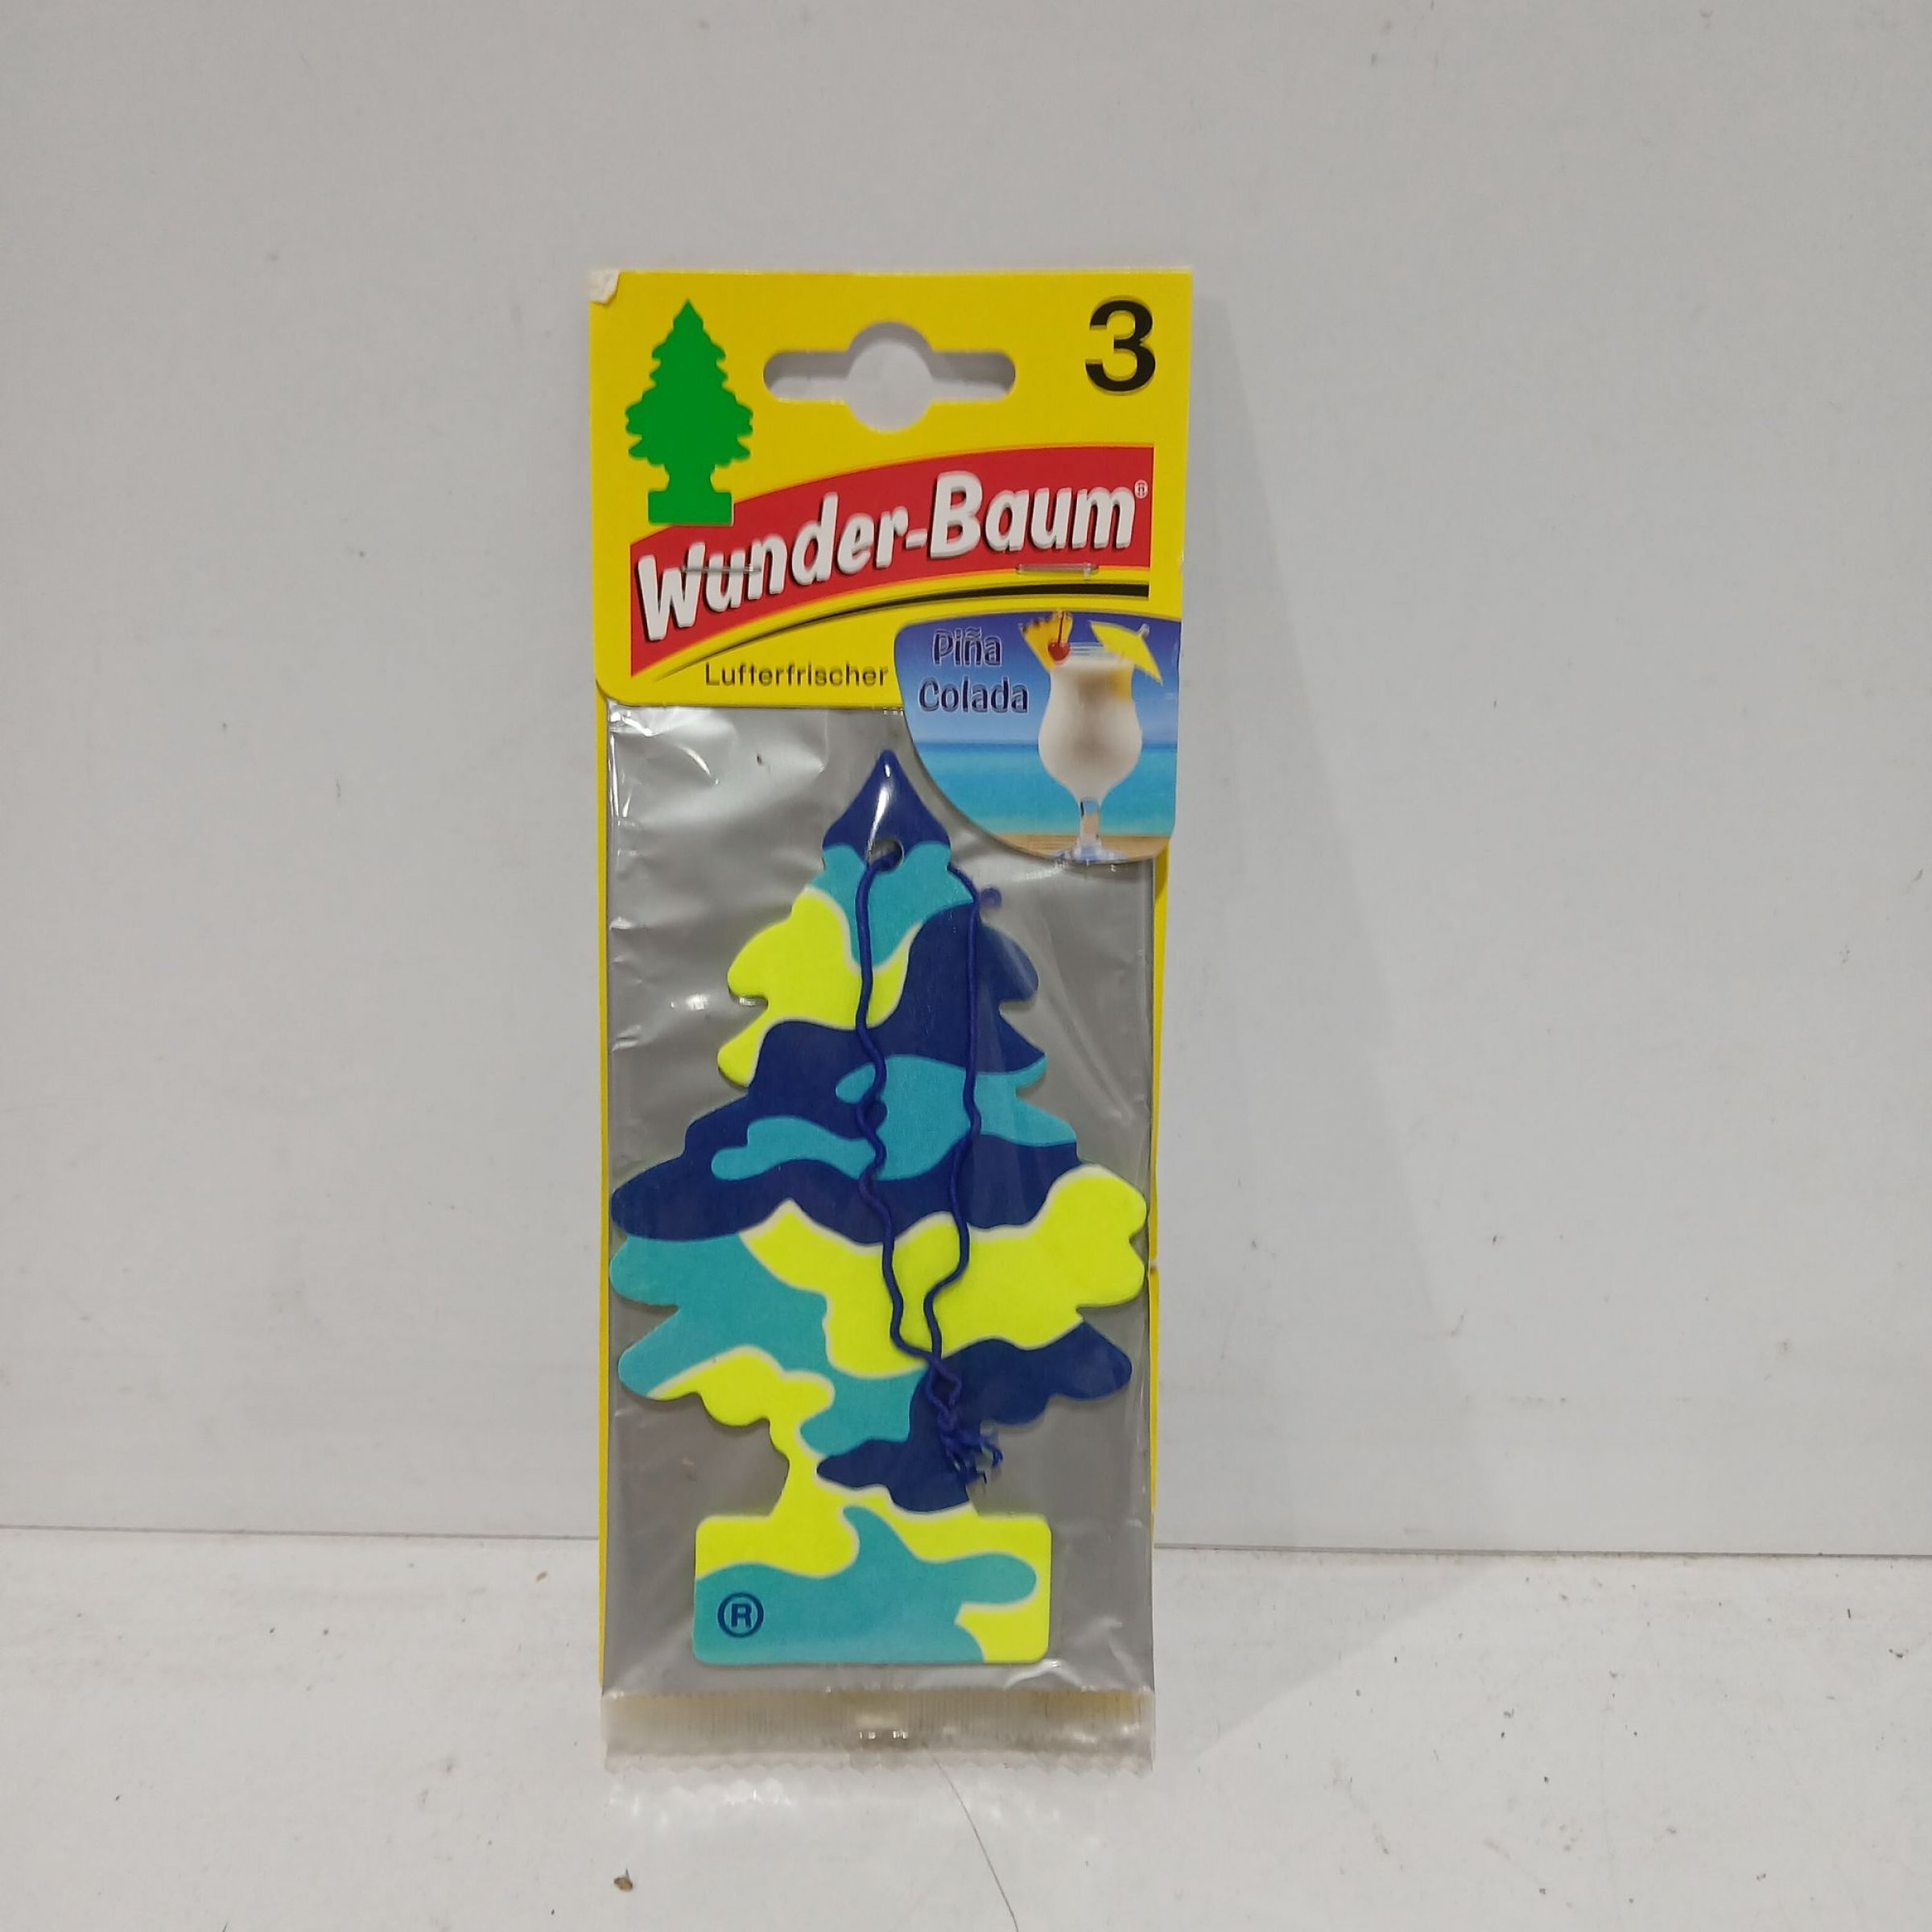 3
Wunder-Baum®
Lufterfrischer
Piña
Colada
®